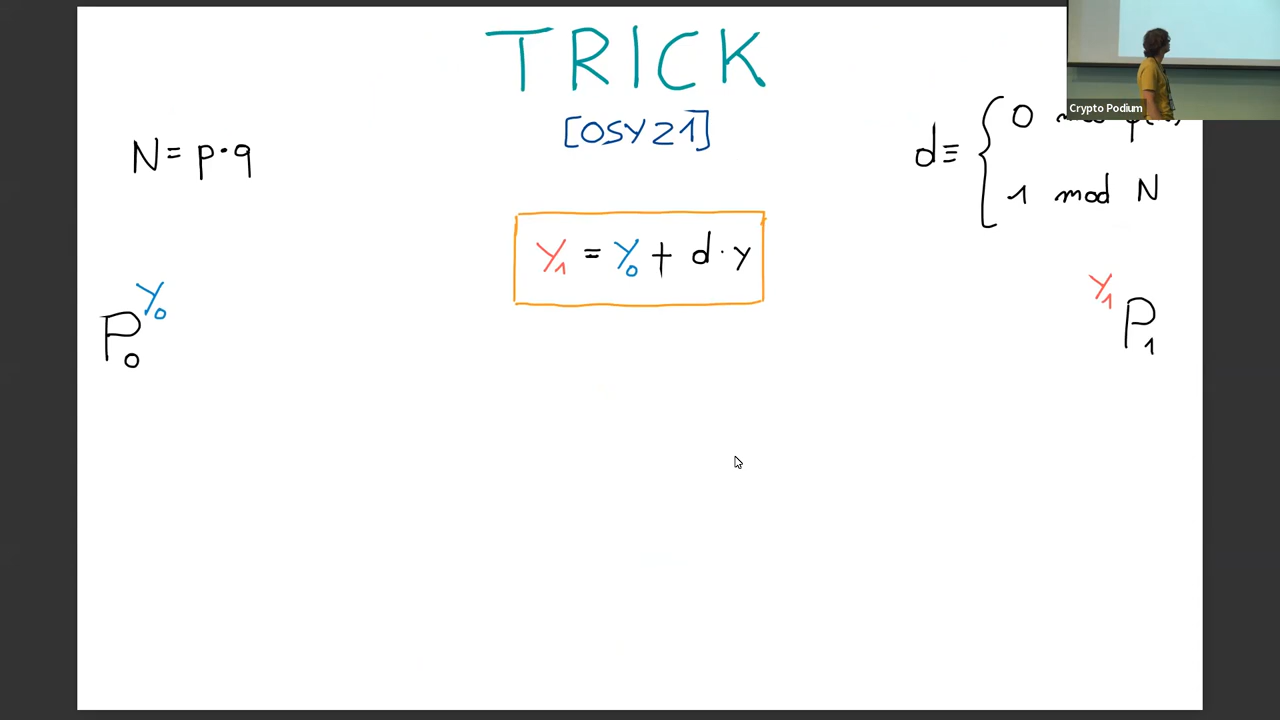 TRICK
[OSY21]
N = p·q
d ≡ { 0
1 mod N
y₁ = y₀ + d·y
P₀ y₀
y₁ P₁
Crypto Podium